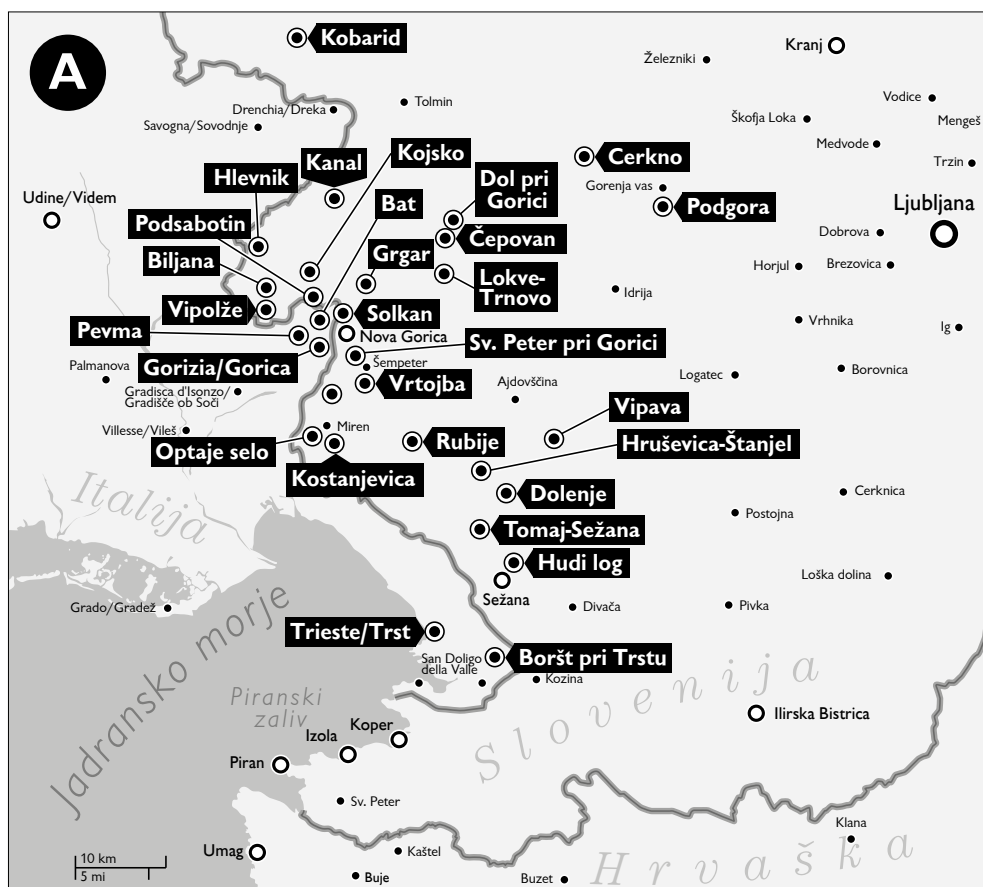 A
Kobarid
Kranj
Železniki
Tolmin
Drenchia/Dreka
Savogna/Sovodnje
Vodice
Škofja Loka
Mengeš
Medvode
Trzin
Kojsko
Kanal
Cerkno
Hlevnik
Dol pri
Gorici
Gorenja vas
Udine/Videm
Bat
Podgora
Ljubljana
Podsabotin
Čepovan
Dobrova
Biljana
Grgar
Lokve-
Trnovo
Horjul
Brezovica
Idrija
Vipolže
Solkan
Vrhnika
Ig
Pevma
Nova Gorica
Sv. Peter pri Gorici
Palmanova
Gorizia/Gorica
Šempeter
Vrtojba
Ajdovščina
Logatec
Borovnica
Gradisca d'Isonzo/
Gradišče ob Soči
Villesse/Vileš
Miren
Vipava
Optaje selo
Rubije
Hruševica-Štanjel
Kostanjevica
Italija
Dolenje
Cerknica
Postojna
Tomaj-Sežana
Hudi log
Sežana
Loška dolina
Grado/Gradež
Divača
Pivka
Jadransko morje
Trieste/Trst
San Doligo
della Valle
Boršt pri Trstu
Kozina
Slovenija
Piranski
zaliv
Koper
Izola
Ilirska Bistrica
Piran
Sv. Peter
Klana
Umag
Kaštel
Hrvaška
10 km
5 mi
Buje
Buzet